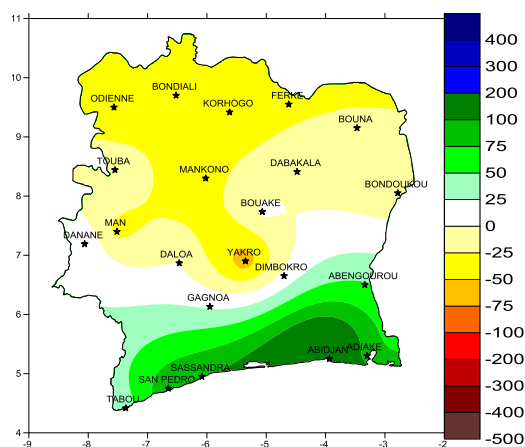 11
10
9
8
7
6
5
4
-9
-8
-7
-6
-5
-4
-3
-2
ODIENNE
BONDIALI
KORHOGO
FERKE
BOUNA
TOUBA
MANKONO
DABAKALA
BONDOUKOU
BOUAKE
MAN
DANANE
DALOA
YAKRO
DIMBOKRO
ABENGOUROU
GAGNOA
ABIDJAN
ADIAKE
SASSANDRA
SAN PEDRO
TABOU
400
300
200
100
75
50
25
0
-25
-50
-75
-100
-200
-300
-400
-500